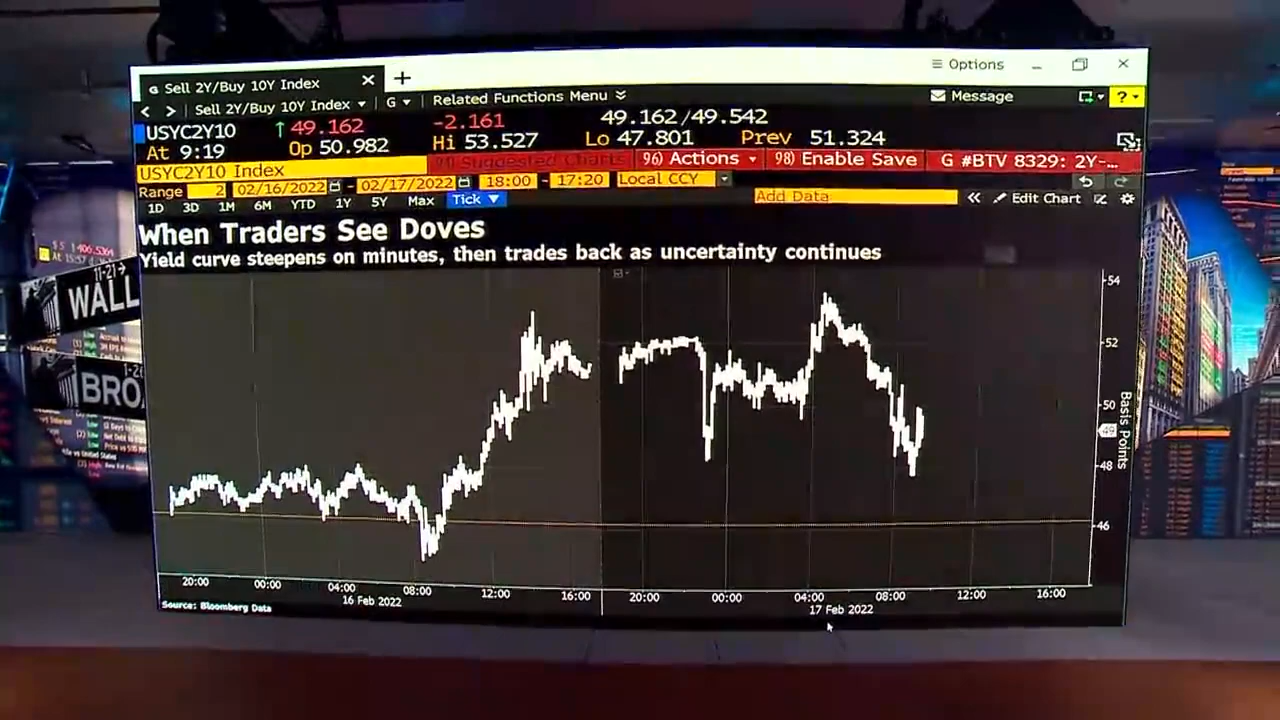 G Sell 2Y/Buy 10Y Index × +
Options
< > Sell 2Y/Buy 10Y Index G Related Functions Menu
Message ?
USYC2Y10 ↑ 49.162 -2.161 49.162/49.542
At 9:19 Op 50.982 Hi 53.527 Lo 47.801 Prev 51.324
USYC2Y10 Index Suggested Charts 96) Actions 98) Enable Save G #BTV 8329: 2Y-...
Range 2 02/16/2022 - 02/17/2022 18:00 - 17:20 Local CCY
1D 3D 1M 6M YTD 1Y 5Y Max Tick Add Data « Edit Chart
When Traders See Doves
Yield curve steepens on minutes, then trades back as uncertainty continues
54
52
50
49
48
46
Basis Points
20:00 00:00 04:00 08:00 12:00 16:00 20:00 00:00 04:00 08:00 12:00 16:00
16 Feb 2022 17 Feb 2022
Source: Bloomberg Data
11-21
WALL
BRO